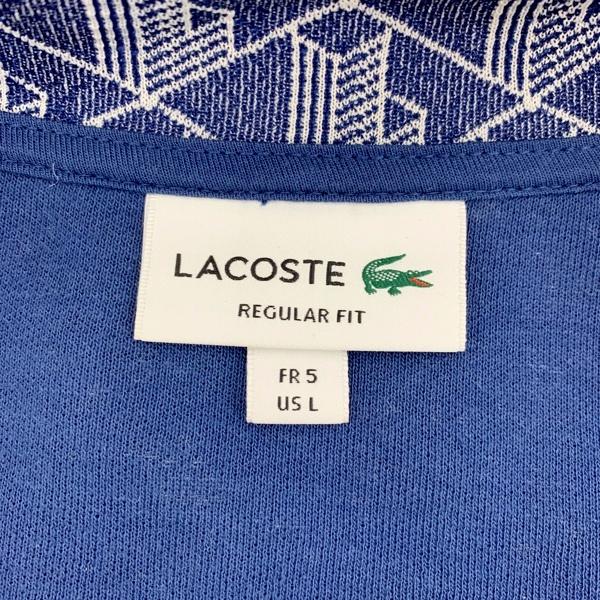 LACOSTE
REGULAR FIT
FR 5
US L